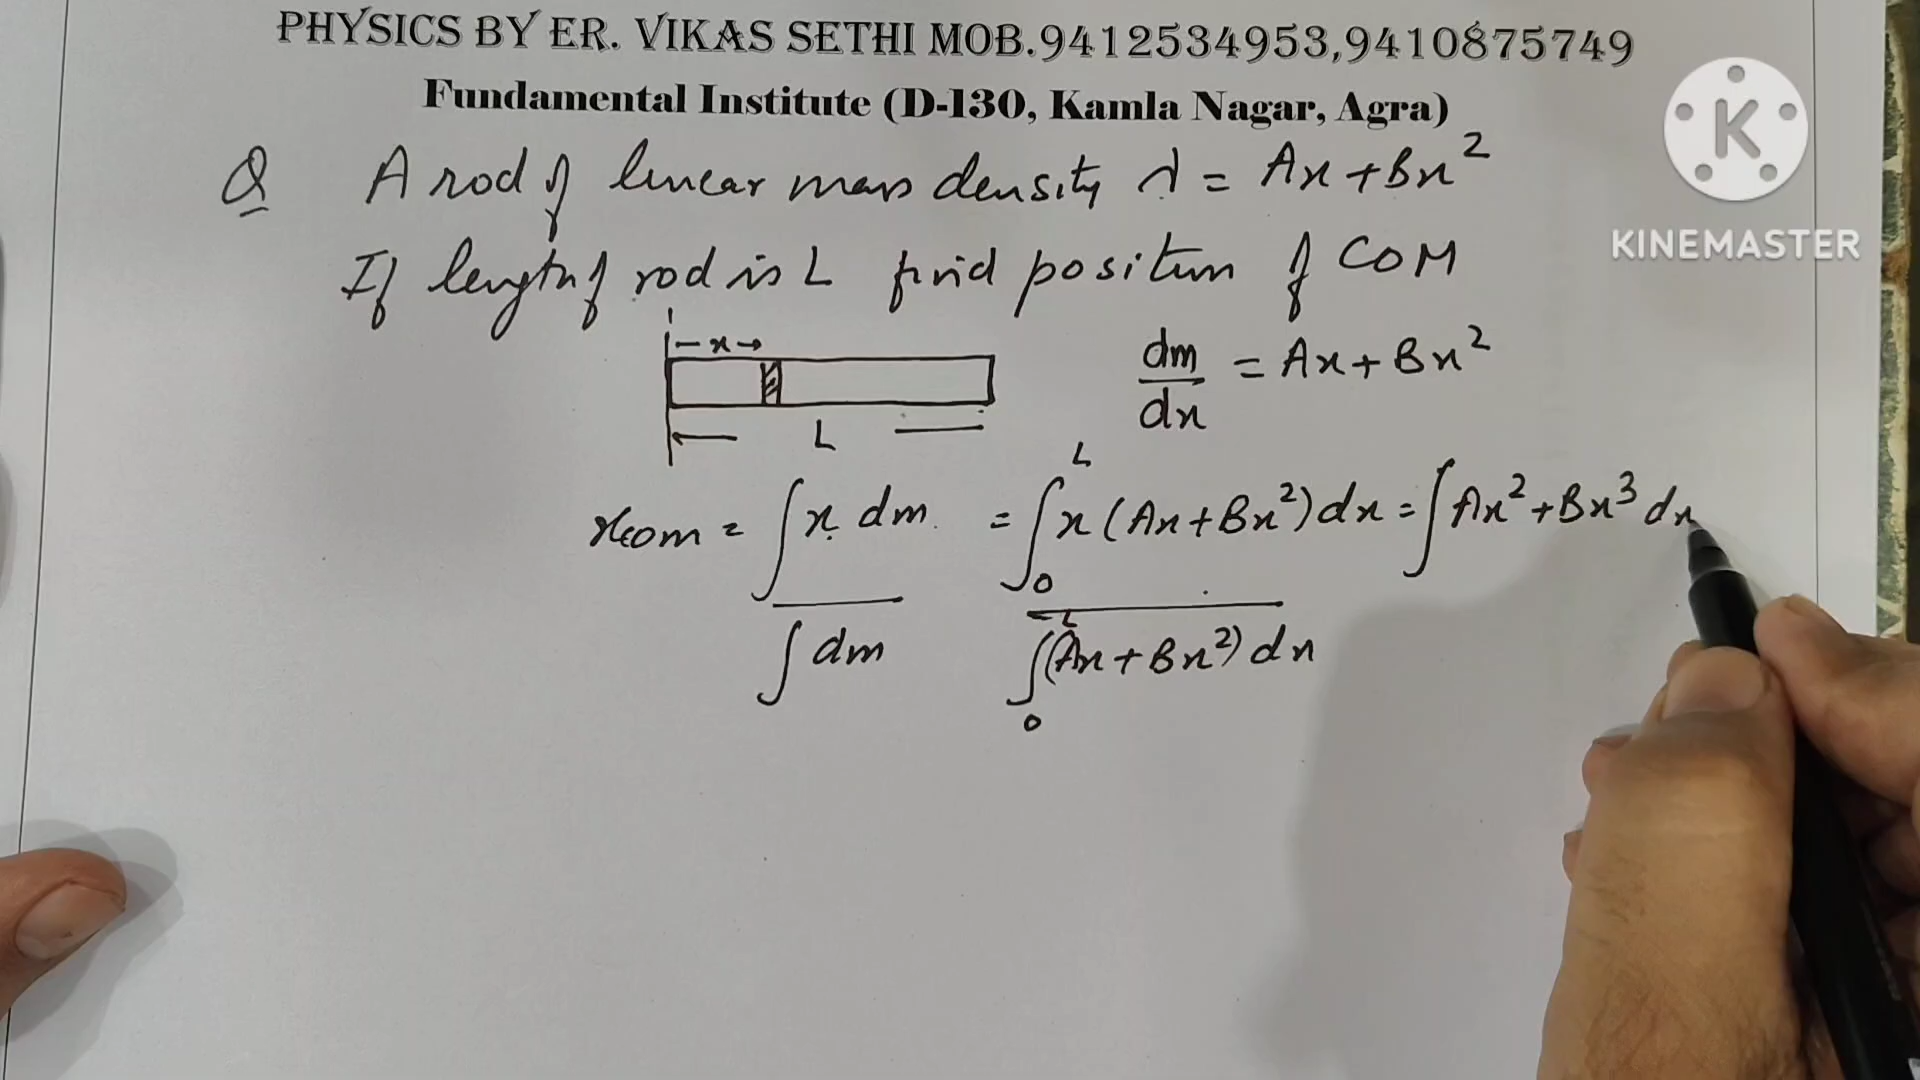 PHYSICS BY ER. VIKAS SETHI MOB.9412534953,9410875749
Fundamental Institute (D-130, Kamla Nagar, Agra)
K
KINEMASTER
Q A rod of linear mass density λ = Ax + Bx²
If length of rod is L find position of COM
x
L
dm/dx = Ax + Bx²
xcom = ∫ x dm / ∫ dm = ∫₀ᴸ x (Ax + Bx²) dx / ∫₀ᴸ (Ax + Bx²) dx = ∫ Ax² + Bx³ dx